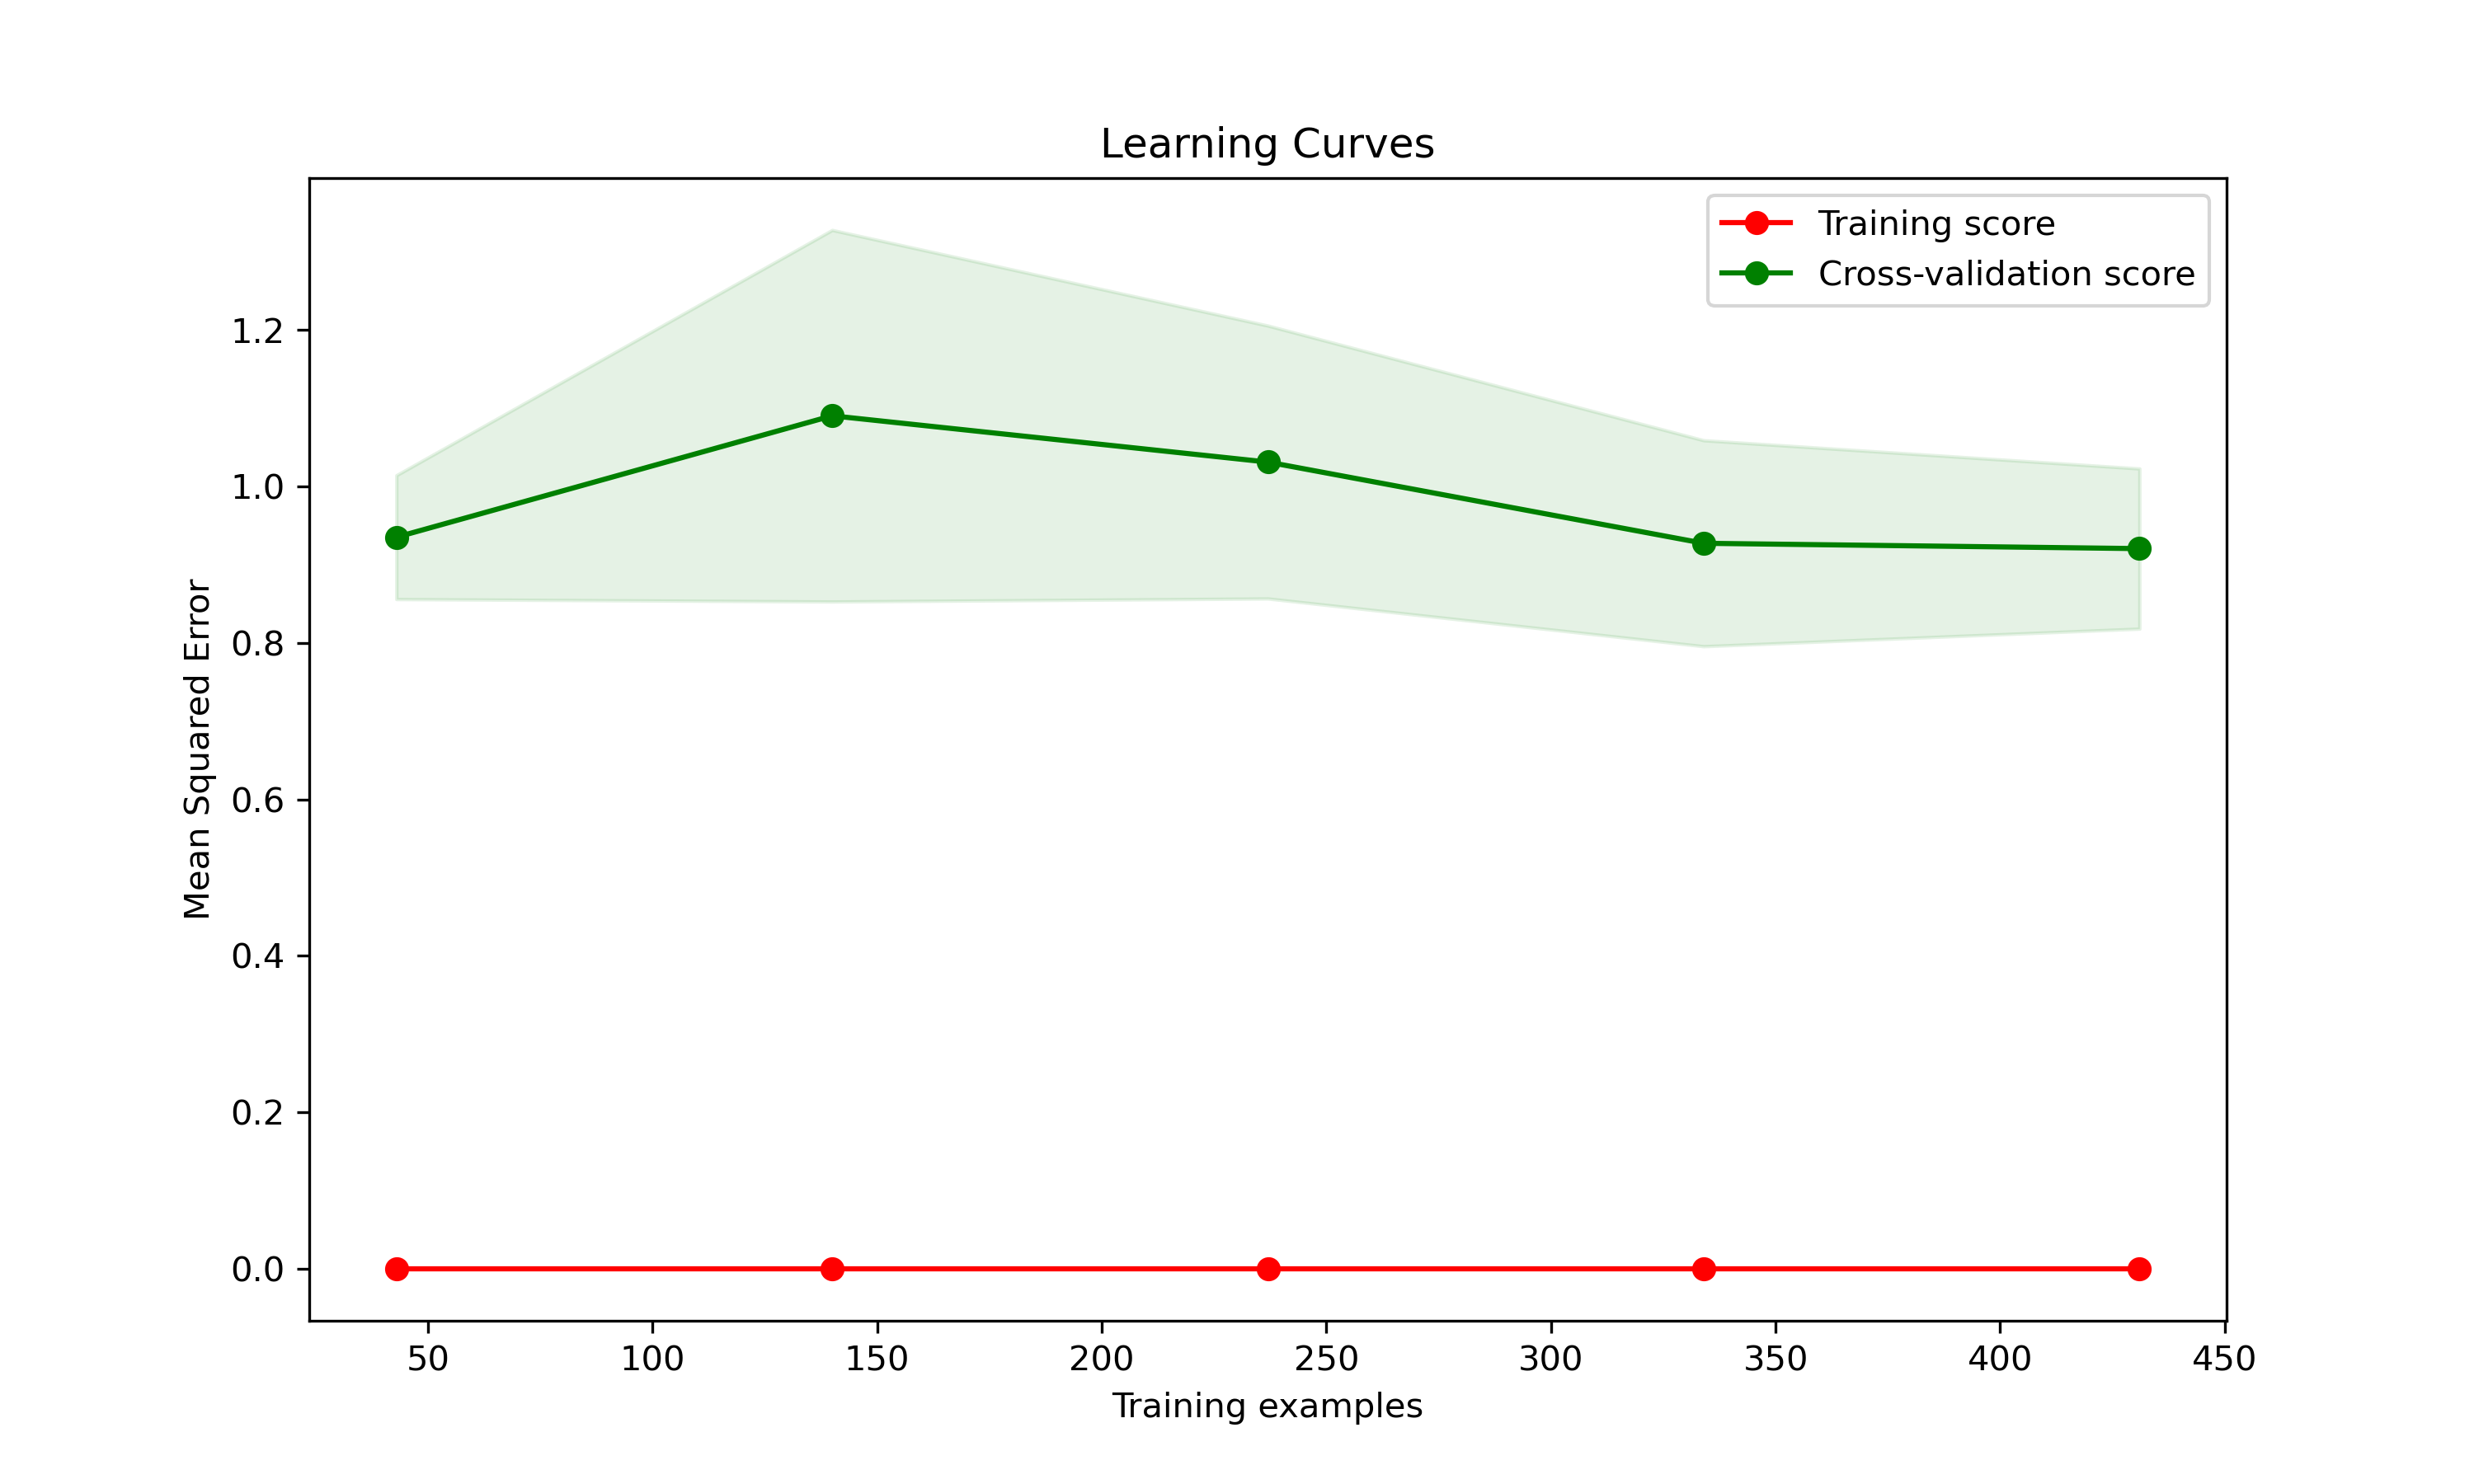 Learning Curves
Training score
Cross-validation score
Mean Squared Error
1.2
1.0
0.8
0.6
0.4
0.2
0.0
50 100 150 200 250 300 350 400 450
Training examples